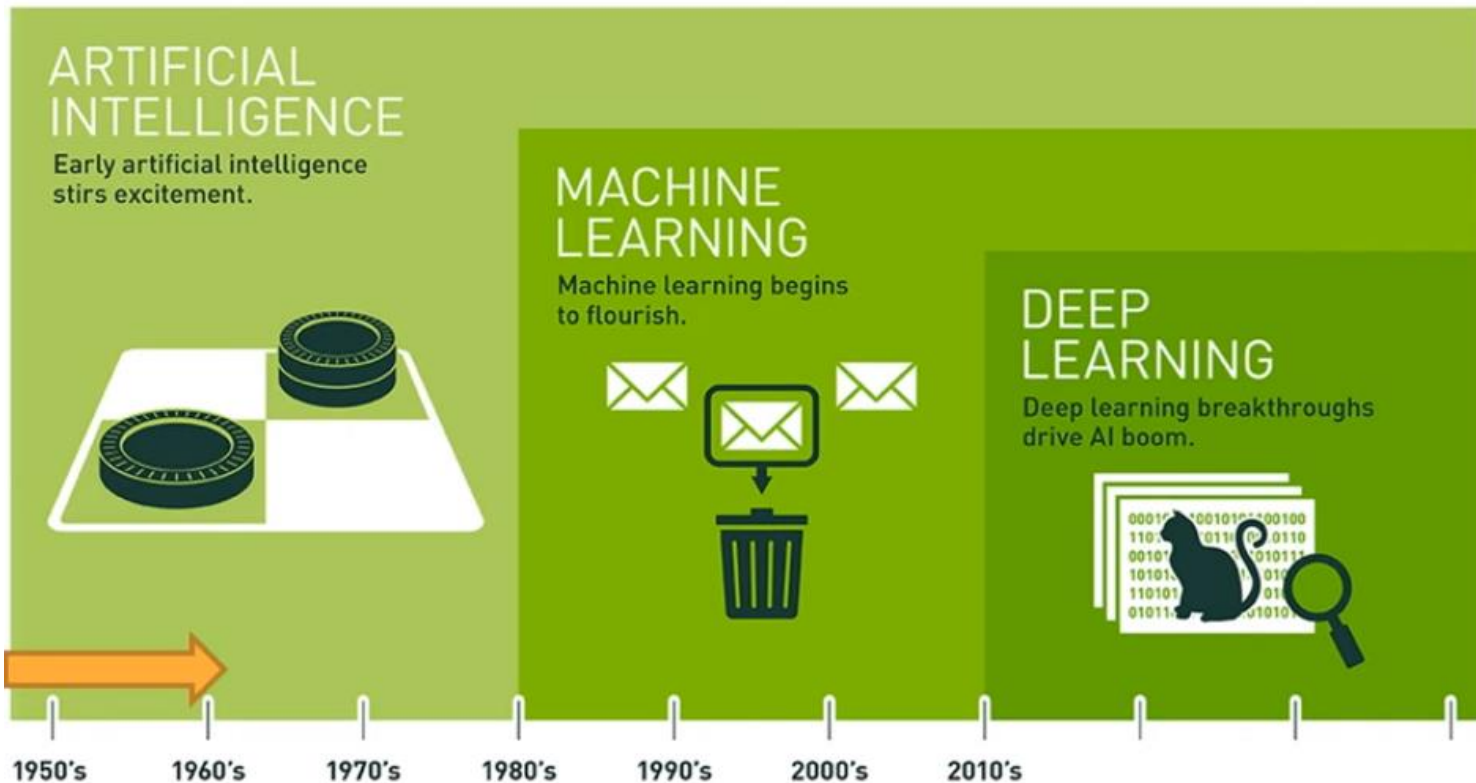 ARTIFICIAL
INTELLIGENCE
Early artificial intelligence
stirs excitement.
MACHINE
LEARNING
Machine learning begins
to flourish.
DEEP
LEARNING
Deep learning breakthroughs
drive AI boom.
1950's 1960's 1970's 1980's 1990's 2000's 2010's